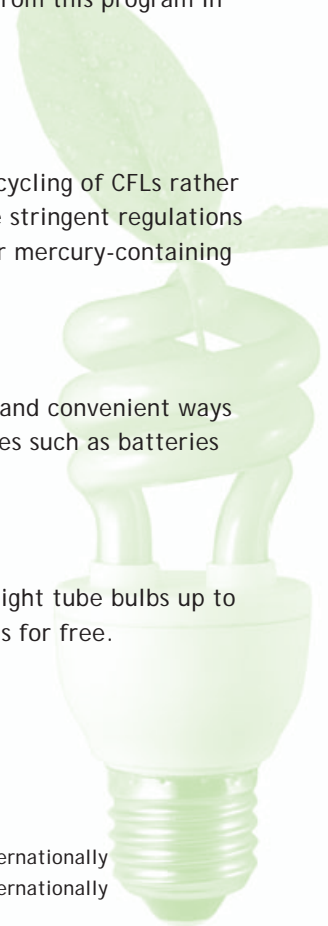 from this program in
cycling of CFLs rather
stringent regulations
r mercury-containing
and convenient ways
es such as batteries
ight tube bulbs up to
s for free.
ernationally
ernationally